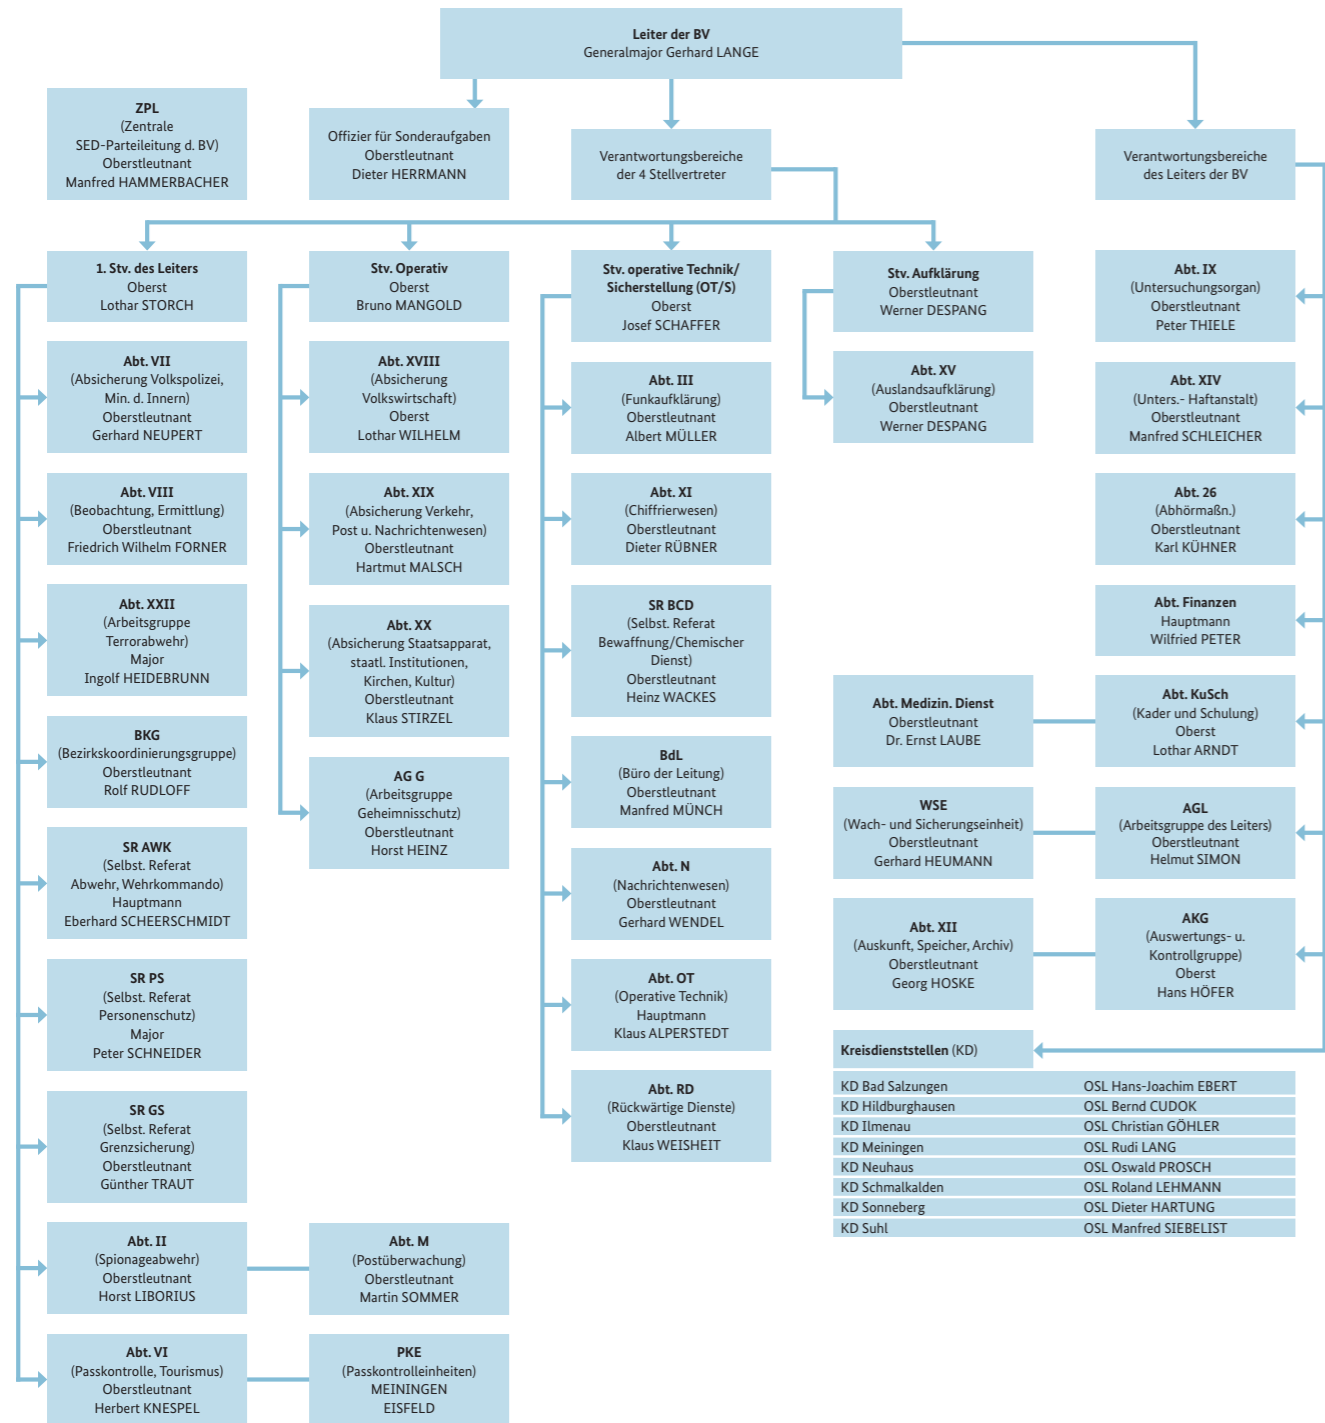 Leiter der BV
Generalmajor Gerhard LANGE
ZPL
(Zentrale
SED-Parteileitung d. BV)
Oberstleutnant
Manfred HAMMERBACHER
Offizier für Sonderaufgaben
Oberstleutnant
Dieter HERRMANN
Verantwortungsbereiche
der 4 Stellvertreter
Verantwortungsbereiche
des Leiters der BV
1. Stv. des Leiters
Oberst
Lothar STORCH
Abt. VII
(Absicherung Volkspolizei,
Min. d. Innern)
Oberstleutnant
Gerhard NEUPERT
Abt. VIII
(Beobachtung, Ermittlung)
Oberstleutnant
Friedrich Wilhelm FORNER
Abt. XXII
(Arbeitsgruppe
Terrorabwehr)
Major
Ingolf HEIDEBRUNN
BKG
(Bezirkskoordinierungsgruppe)
Oberstleutnant
Rolf RUDLOFF
SR AWK
(Selbst. Referat
Abwehr, Wehrkommando)
Hauptmann
Eberhard SCHEERSCHMIDT
SR PS
(Selbst. Referat
Personenschutz)
Major
Peter SCHNEIDER
SR GS
(Selbst. Referat
Grenzsicherung)
Oberstleutnant
Günther TRAUT
Abt. II
(Spionageabwehr)
Oberstleutnant
Horst LIBORIUS
Abt. M
(Postüberwachung)
Oberstleutnant
Martin SOMMER
Abt. VI
(Passkontrolle, Tourismus)
Oberstleutnant
Herbert KNESPEL
PKE
(Passkontrolleinheiten)
MEININGEN
EISFELD
Stv. Operativ
Oberst
Bruno MANGOLD
Abt. XVIII
(Absicherung
Volkswirtschaft)
Oberst
Lothar WILHELM
Abt. XIX
(Absicherung Verkehr,
Post u. Nachrichtenwesen)
Oberstleutnant
Hartmut MALSCH
Abt. XX
(Absicherung Staatsapparat,
staatl. Institutionen,
Kirchen, Kultur)
Oberstleutnant
Klaus STIRZEL
AG G
(Arbeitsgruppe
Geheimnisschutz)
Oberstleutnant
Horst HEINZ
Stv. operative Technik/
Sicherstellung (OT/S)
Oberst
Josef SCHAFFER
Abt. III
(Funkaufklärung)
Oberstleutnant
Albert MÜLLER
Abt. XI
(Chiffrierwesen)
Oberstleutnant
Dieter RÜBNER
SR BCD
(Selbst. Referat
Bewaffnung/Chemischer
Dienst)
Oberstleutnant
Heinz WACKES
BdL
(Büro der Leitung)
Oberstleutnant
Manfred MÜNCH
Abt. N
(Nachrichtenwesen)
Oberstleutnant
Gerhard WENDEL
Abt. OT
(Operative Technik)
Hauptmann
Klaus ALPERSTEDT
Abt. RD
(Rückwärtige Dienste)
Oberstleutnant
Klaus WEISHEIT
Stv. Aufklärung
Oberstleutnant
Werner DESPANG
Abt. XV
(Auslandsaufklärung)
Oberstleutnant
Werner DESPANG
Abt. IX
(Untersuchungsorgan)
Oberstleutnant
Peter THIELE
Abt. XIV
(Unters.- Haftanstalt)
Oberstleutnant
Manfred SCHLEICHER
Abt. 26
(Abhörmaßn.)
Oberstleutnant
Karl KÜHNER
Abt. Finanzen
Hauptmann
Wilfried PETER
Abt. Medizin. Dienst
Oberstleutnant
Dr. Ernst LAUBE
Abt. KuSch
(Kader und Schulung)
Oberst
Lothar ARNDT
WSE
(Wach- und Sicherungseinheit)
Oberstleutnant
Gerhard HEUMANN
AGL
(Arbeitsgruppe des Leiters)
Oberstleutnant
Helmut SIMON
Abt. XII
(Auskunft, Speicher, Archiv)
Oberstleutnant
Georg HOSKE
AKG
(Auswertungs- u.
Kontrollgruppe)
Oberst
Hans HÖFER
Kreisdienststellen (KD)
KD Bad Salzungen OSL Hans-Joachim EBERT
KD Hildburghausen OSL Bernd CUDOK
KD Ilmenau OSL Christian GÖHLER
KD Meiningen OSL Rudi LANG
KD Neuhaus OSL Oswald PROSCH
KD Schmalkalden OSL Roland LEHMANN
KD Sonneberg OSL Dieter HARTUNG
KD Suhl OSL Manfred SIEBELIST